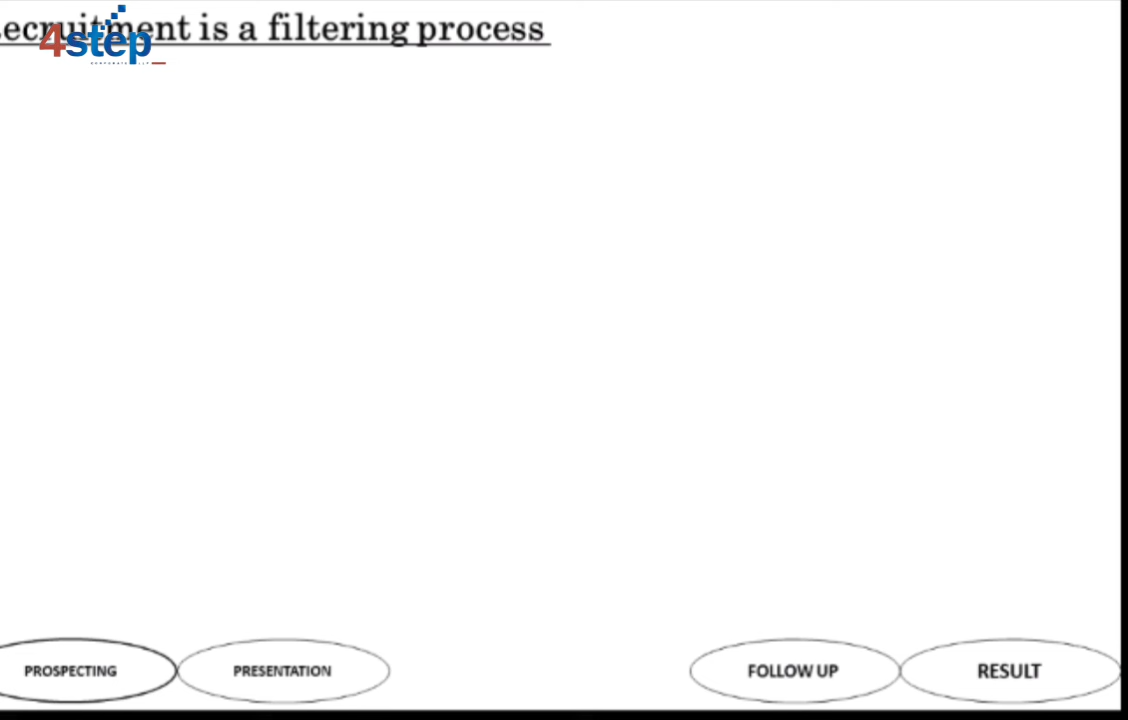 ecruitment is a filtering process
4step
PROSPECTING
PRESENTATION
FOLLOW UP
RESULT